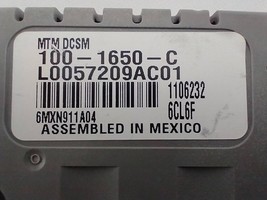 MTM DCSM
100-1650-C
L0057209AC01
1106232
6MXN911A04
6CL6F
ASSEMBLED IN MEXICO